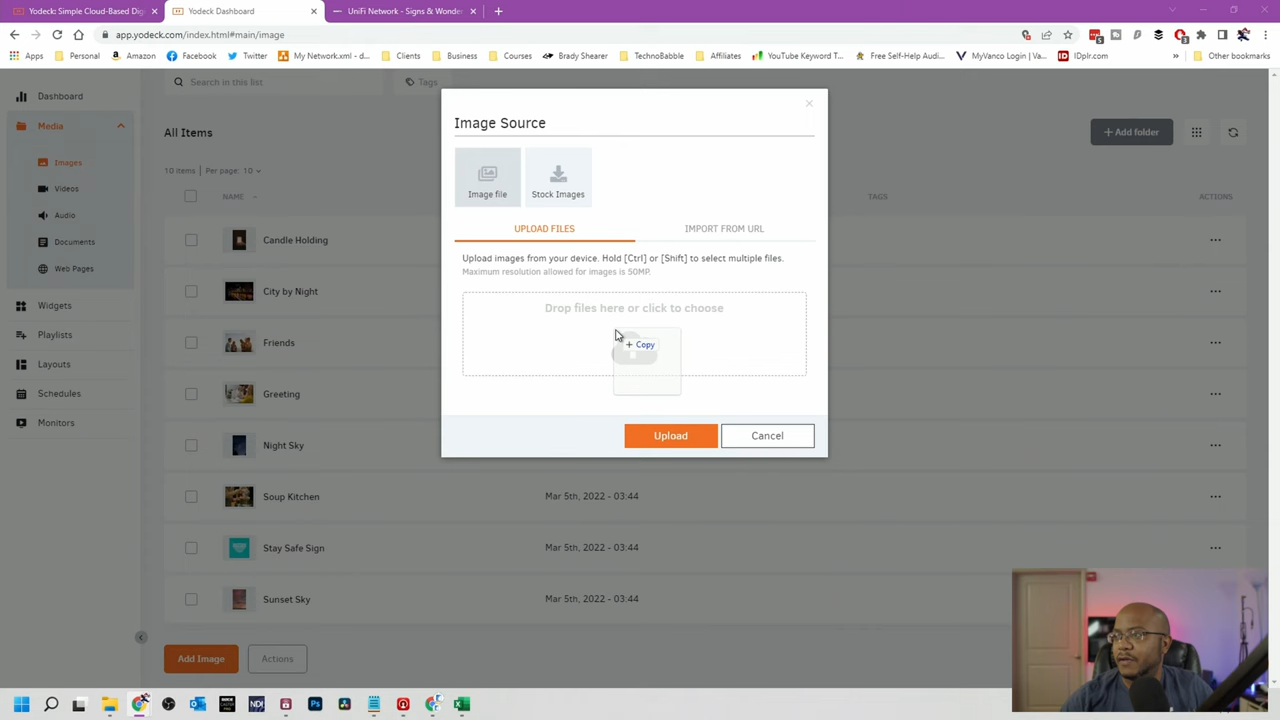 Yodeck: Simple Cloud-Based Digi
Yodeck Dashboard
UniFi Network - Signs & Wonder
app.yodeck.com/index.html#main/image
Apps
Personal
Amazon
Facebook
Twitter
My Network.xml - d...
Clients
Business
Courses
Brady Shearer
TechnoBabble
Affiliates
YouTube Keyword T...
Free Self-Help Audi...
MyVanco Login | Va...
IDplr.com
»
Other bookmarks
Search in this list
Tags
Dashboard
Media
Images
Videos
Audio
Documents
Web Pages
Widgets
Playlists
Layouts
Schedules
Monitors
All Items
+ Add folder
10 items
Per page: 10
NAME
TAGS
ACTIONS
Candle Holding
City by Night
Friends
Greeting
Night Sky
Soup Kitchen
Mar 5th, 2022 - 03:44
Stay Safe Sign
Mar 5th, 2022 - 03:44
Sunset Sky
Mar 5th, 2022 - 03:44
Add Image
Actions
Image Source
Image file
Stock Images
UPLOAD FILES
IMPORT FROM URL
Upload images from your device. Hold [Ctrl] or [Shift] to select multiple files.
Maximum resolution allowed for images is 50MP.
Drop files here or click to choose
+ Copy
Upload
Cancel